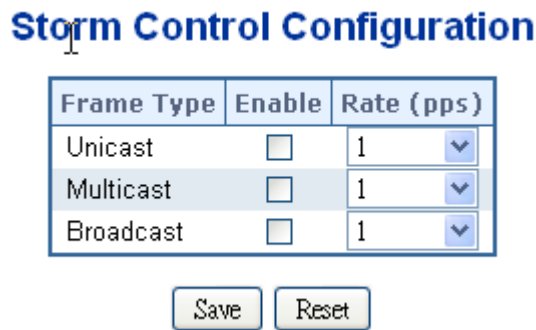 Storm Control Configuration
Frame Type Enable Rate (pps)
Unicast 1
Multicast 1
Broadcast 1
Save Reset